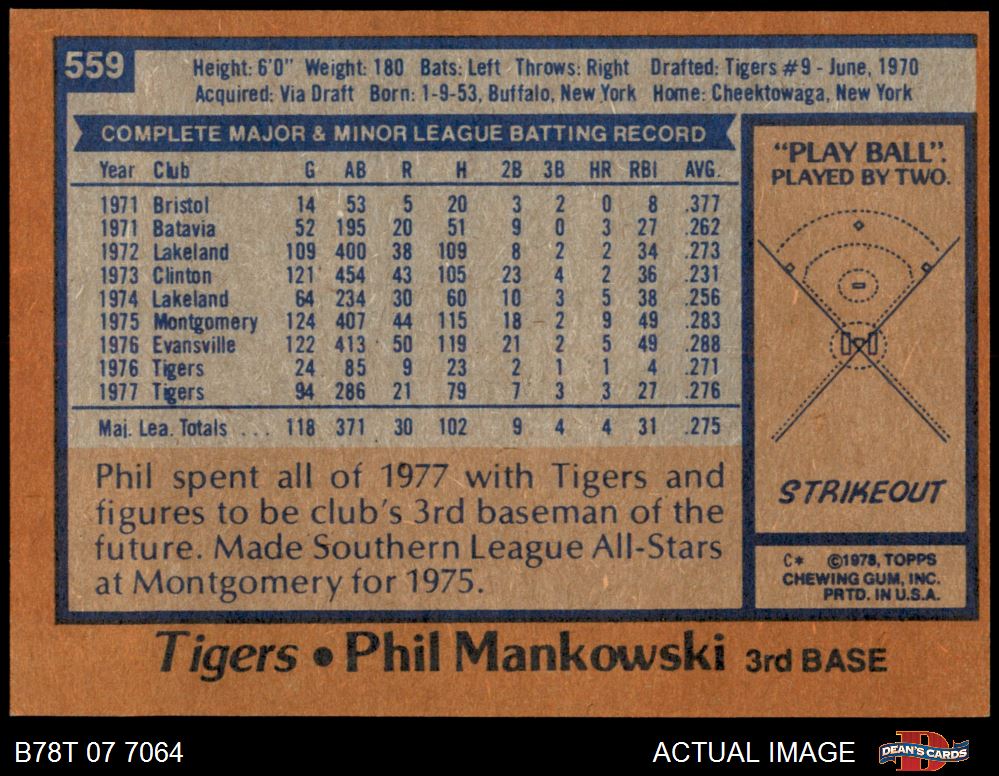 559
Height: 6'0" Weight: 180 Bats: Left Throws: Right Drafted: Tigers #9 - June, 1970
Acquired: Via Draft Born: 1-9-53, Buffalo, New York Home: Cheektowaga, New York
COMPLETE MAJOR & MINOR LEAGUE BATTING RECORD
Year Club G AB R H 2B 3B HR RBI AVG.
1971 Bristol 14 53 5 20 3 2 0 8 .377
1971 Batavia 52 195 20 51 9 0 3 27 .262
1972 Lakeland 109 400 38 109 8 2 2 34 .273
1973 Clinton 121 454 43 105 23 4 2 36 .231
1974 Lakeland 64 234 30 60 10 3 5 38 .256
1975 Montgomery 124 407 44 115 18 2 9 49 .283
1976 Evansville 122 413 50 119 21 2 5 49 .288
1976 Tigers 24 85 9 23 2 1 1 4 .271
1977 Tigers 94 286 21 79 7 3 3 27 .276
Maj. Lea. Totals ... 118 371 30 102 9 4 4 31 .275
Phil spent all of 1977 with Tigers and
figures to be club's 3rd baseman of the
future. Made Southern League All-Stars
at Montgomery for 1975.
"PLAY BALL".
PLAYED BY TWO.
STRIKEOUT
C* ©1978, TOPPS
CHEWING GUM, INC.
PRTD. IN U.S.A.
Tigers • Phil Mankowski 3rd BASE
B78T 07 7064
ACTUAL IMAGE
DEAN'S CARDS